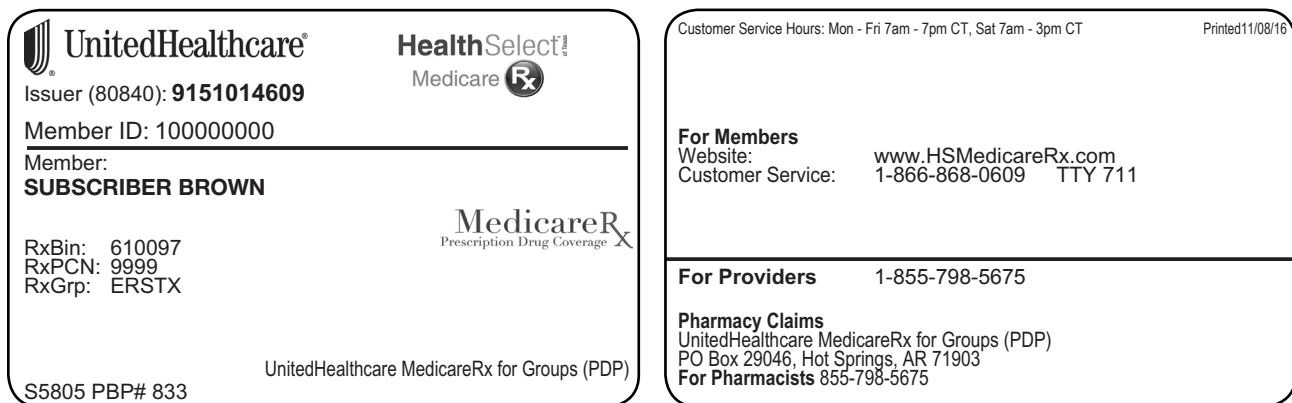 UnitedHealthcare®
HealthSelect of Texas
Medicare Rx
Issuer (80840): 9151014609
Member ID: 100000000
Member:
SUBSCRIBER BROWN
MedicareRx
Prescription Drug Coverage
RxBin: 610097
RxPCN: 9999
RxGrp: ERSTX
UnitedHealthcare MedicareRx for Groups (PDP)
S5805 PBP# 833
Customer Service Hours: Mon - Fri 7am - 7pm CT, Sat 7am - 3pm CT Printed11/08/16
For Members
Website: www.HSMedicareRx.com
Customer Service: 1-866-868-0609 TTY 711
For Providers 1-855-798-5675
Pharmacy Claims
UnitedHealthcare MedicareRx for Groups (PDP)
PO Box 29046, Hot Springs, AR 71903
For Pharmacists 855-798-5675